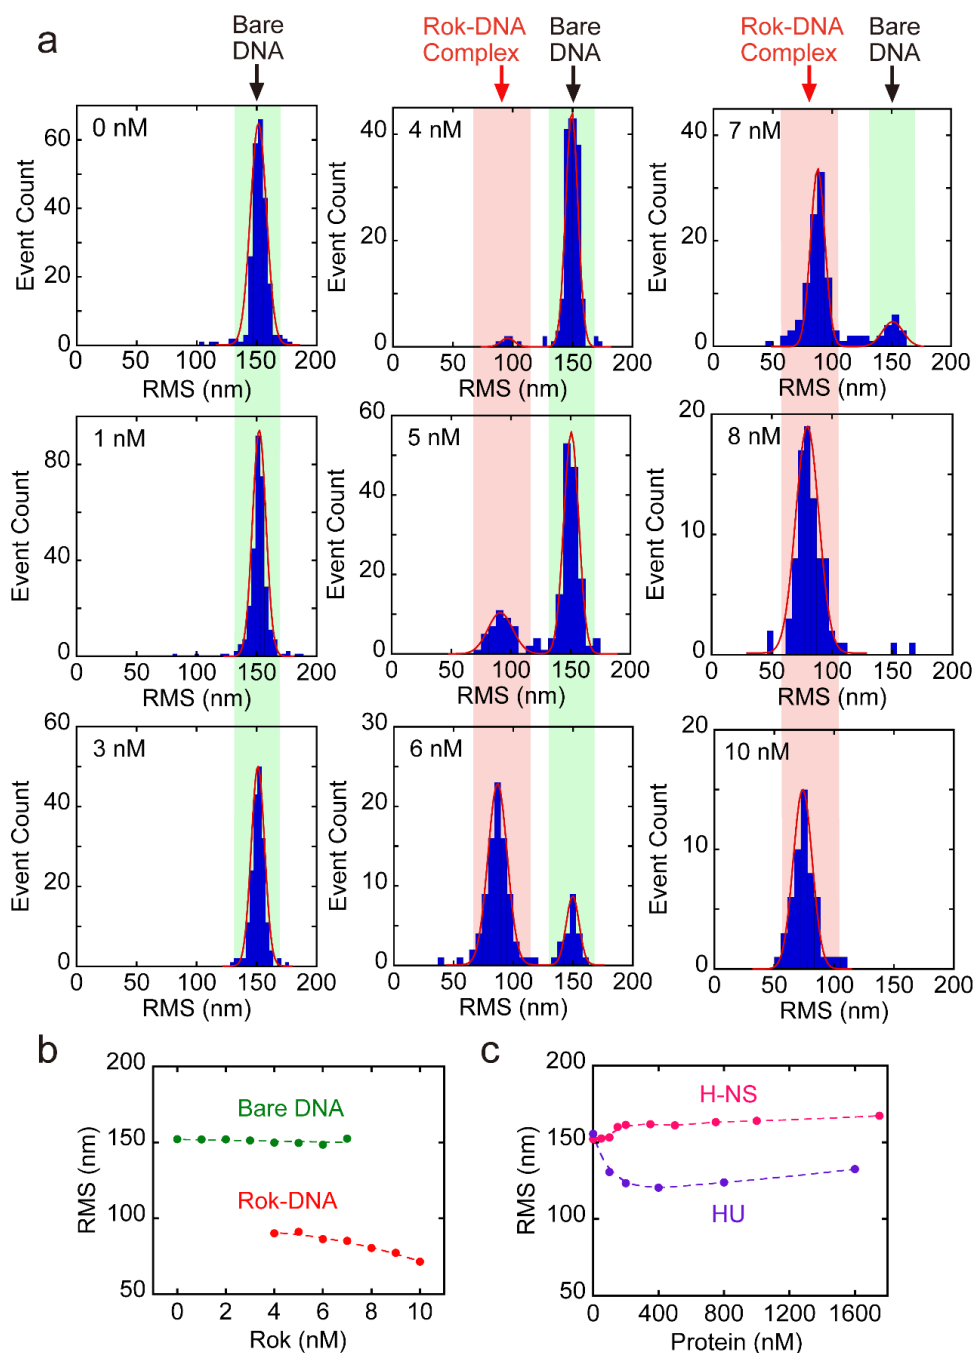 a
Bare
DNA
Rok-DNA
Complex
Bare
DNA
Rok-DNA
Complex
Bare
DNA
0 nM
Event Count
60
40
20
0
0 50 100 150 200
RMS (nm)
4 nM
Event Count
40
20
0
0 50 100 150 200
RMS (nm)
7 nM
Event Count
40
20
0
0 50 100 150 200
RMS (nm)
1 nM
Event Count
80
40
0
0 50 100 150 200
RMS (nm)
5 nM
Event Count
60
40
20
0
0 50 100 150 200
RMS (nm)
8 nM
Event Count
20
10
0
0 50 100 150 200
RMS (nm)
3 nM
Event Count
60
40
20
0
0 50 100 150 200
RMS (nm)
6 nM
Event Count
30
20
10
0
0 50 100 150 200
RMS (nm)
10 nM
Event Count
20
10
0
0 50 100 150 200
RMS (nm)
b
RMS (nm)
200
150
100
50
Bare DNA
Rok-DNA
0 2 4 6 8 10
Rok (nM)
c
RMS (nm)
200
150
100
50
H-NS
HU
0 400 800 1200 1600
Protein (nM)